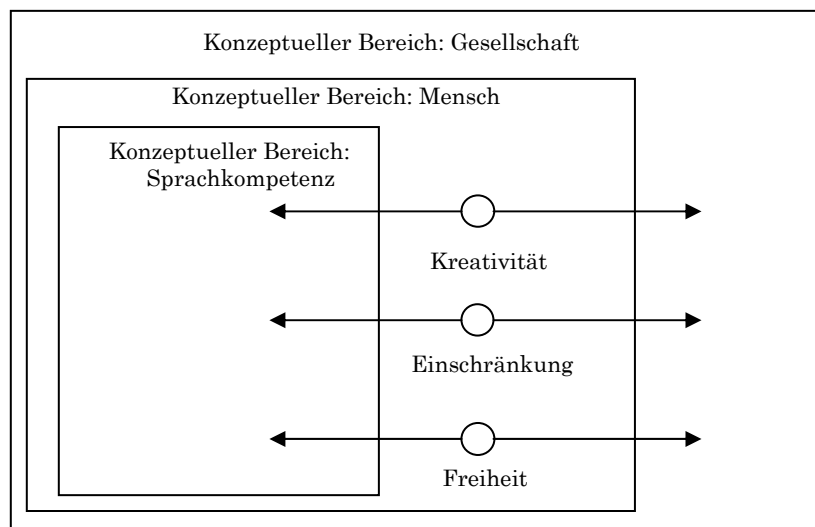 Konzeptueller Bereich: Gesellschaft
Konzeptueller Bereich: Mensch
Konzeptueller Bereich:
Sprachkompetenz
Kreativität
Einschränkung
Freiheit